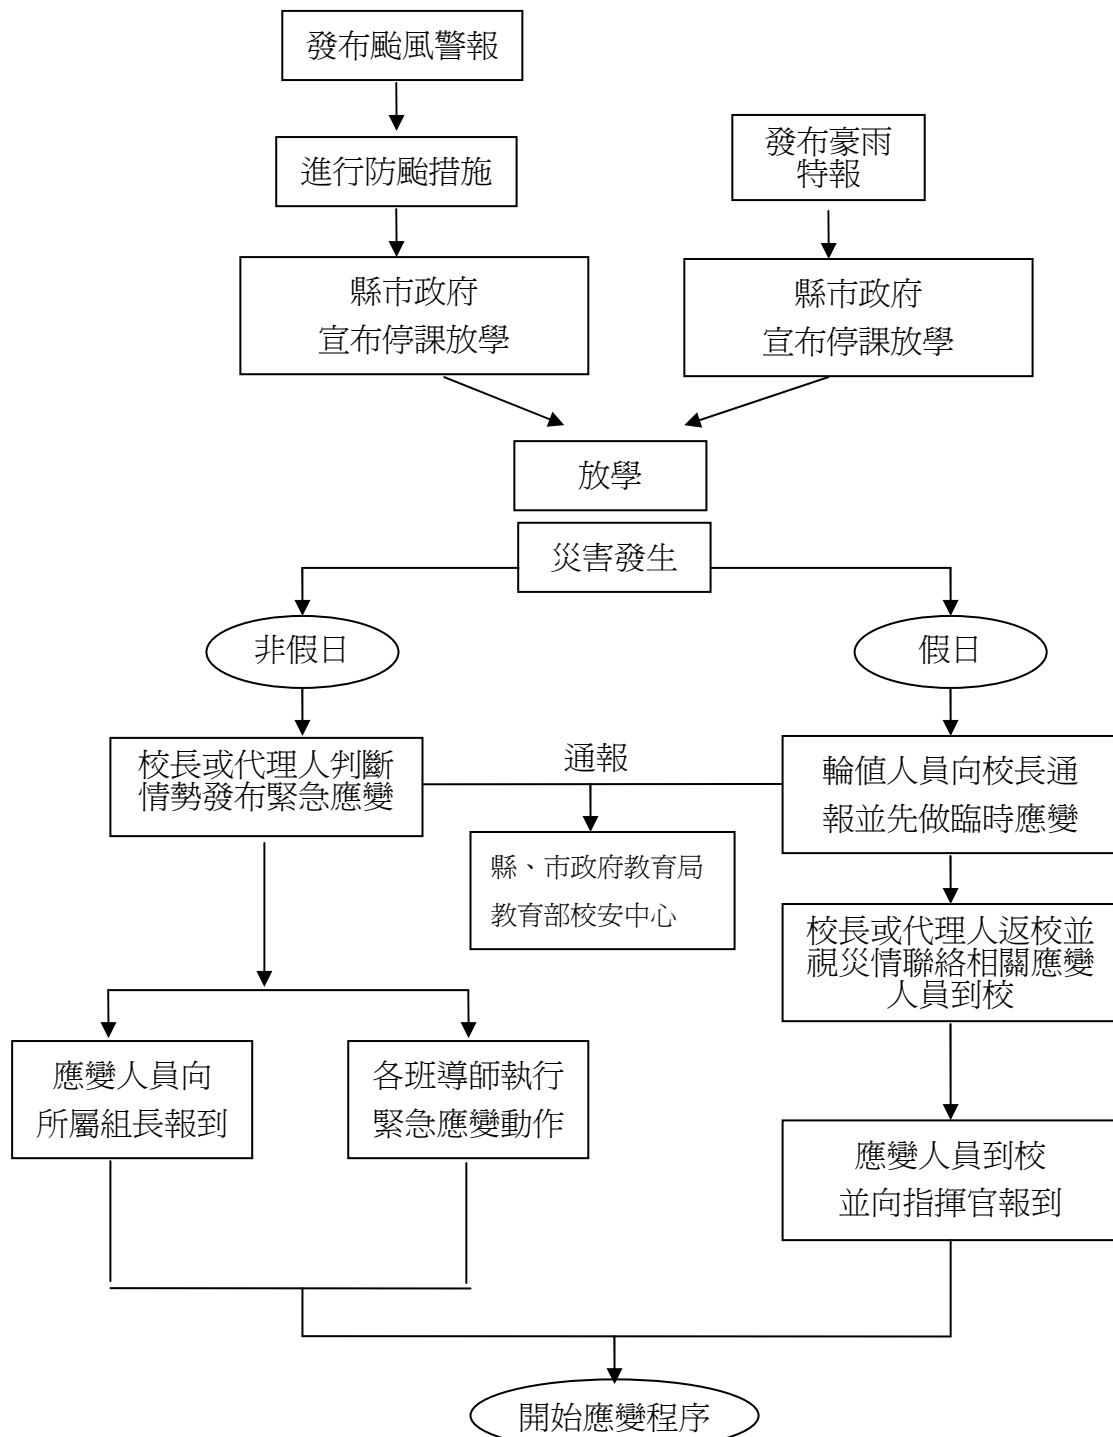 發布颱風警報
進行防颱措施
發布豪雨
特報
縣市政府
宣布停課放學
縣市政府
宣布停課放學
放學
災害發生
非假日
假日
校長或代理人判斷
情勢發布緊急應變
通報
輪值人員向校長通
報並先做臨時應變
縣、市政府教育局
教育部校安中心
校長或代理人返校並
視災情聯絡相關應變
人員到校
應變人員向
所屬組長報到
各班導師執行
緊急應變動作
應變人員到校
並向指揮官報到
開始應變程序